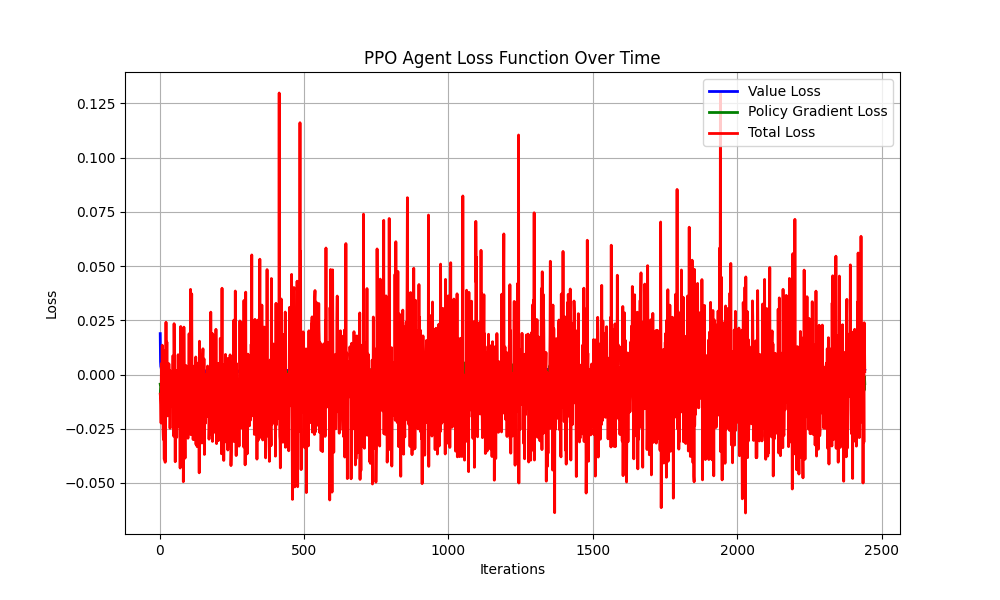 PPO Agent Loss Function Over Time
Value Loss
Policy Gradient Loss
Total Loss
0.125
0.100
0.075
0.050
0.025
0.000
−0.025
−0.050
Loss
0
500
1000
1500
2000
2500
Iterations